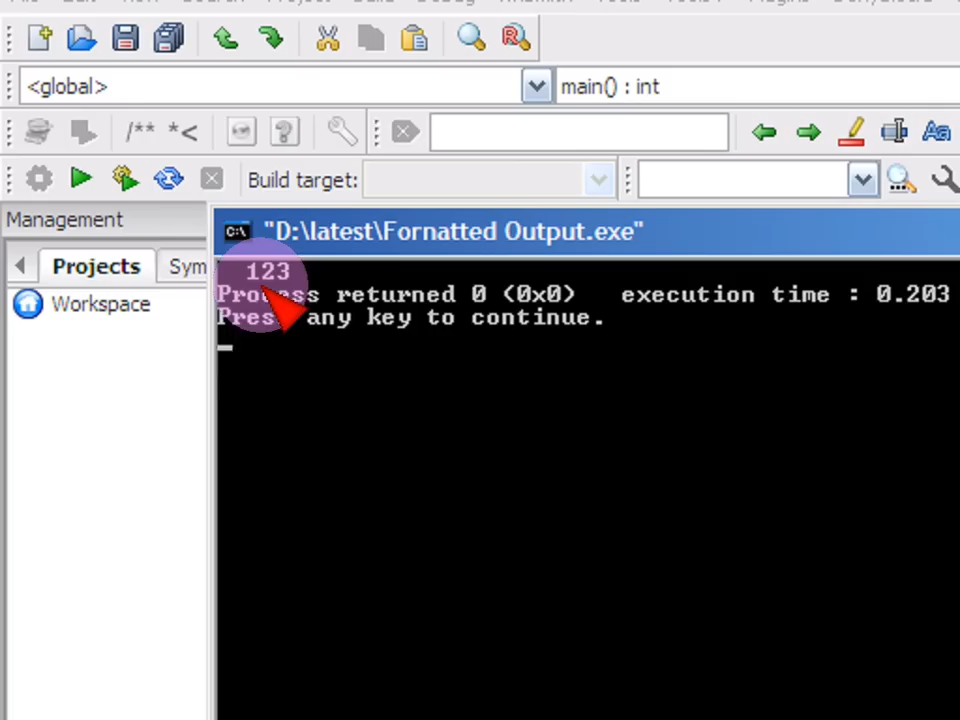 <global>
main() : int
/** *<
Build target:
Management
Projects
Sym
Workspace
C:\
"D:\latest\Fornatted Output.exe"
123
Process returned 0 (0x0) execution time : 0.203
Press any key to continue.